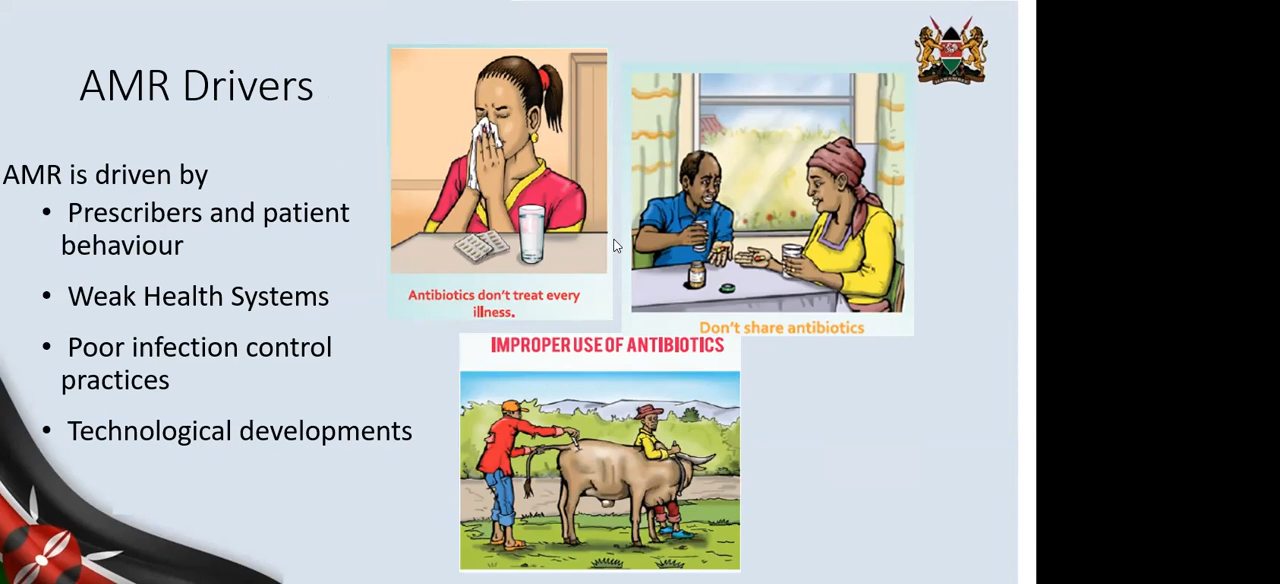 AMR Drivers
AMR is driven by
• Prescribers and patient
behaviour
• Weak Health Systems
• Poor infection control
practices
• Technological developments
Antibiotics don't treat every
illness.
Don't share antibiotics
IMPROPER USE OF ANTIBIOTICS